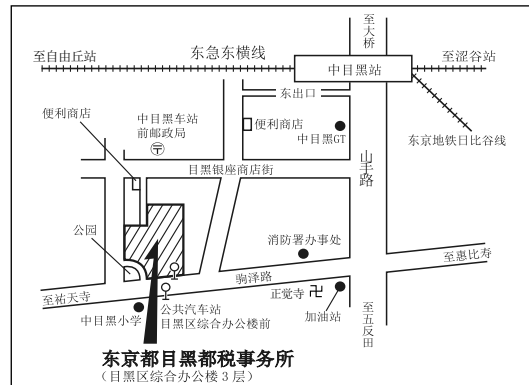 至大桥
至自由丘站
东急东横线
至涩谷站
中目黑站
东出口
便利商店
中目黑车站
前邮政局
便利商店
中目黑GT
东京地铁日比谷线
目黑银座商店街
山手路
公园
消防署办事处
至惠比寿
驹泽路
至祐天寺
公共汽车站
目黑区综合办公楼前
正觉寺
加油站
至五反田
中目黑小学
东京都目黑都税事务所
（目黑区综合办公楼3层）